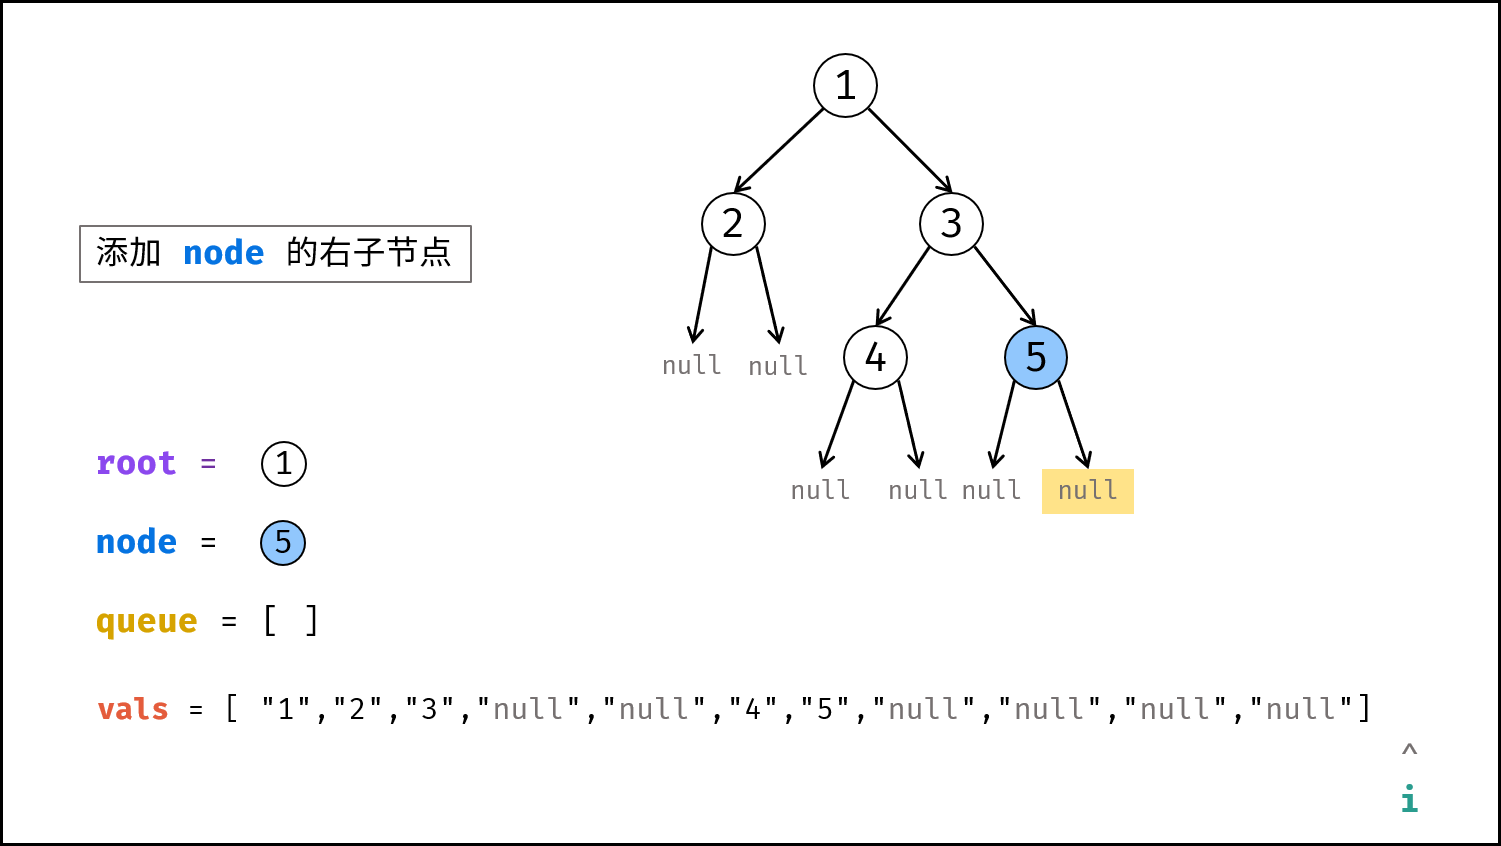 1
2 3
添加 node 的右子节点
null null 4 5
root = 1
null null null null
node = 5
queue = [ ]
vals = [ "1","2","3","null","null","4","5","null","null","null","null"]
^
i